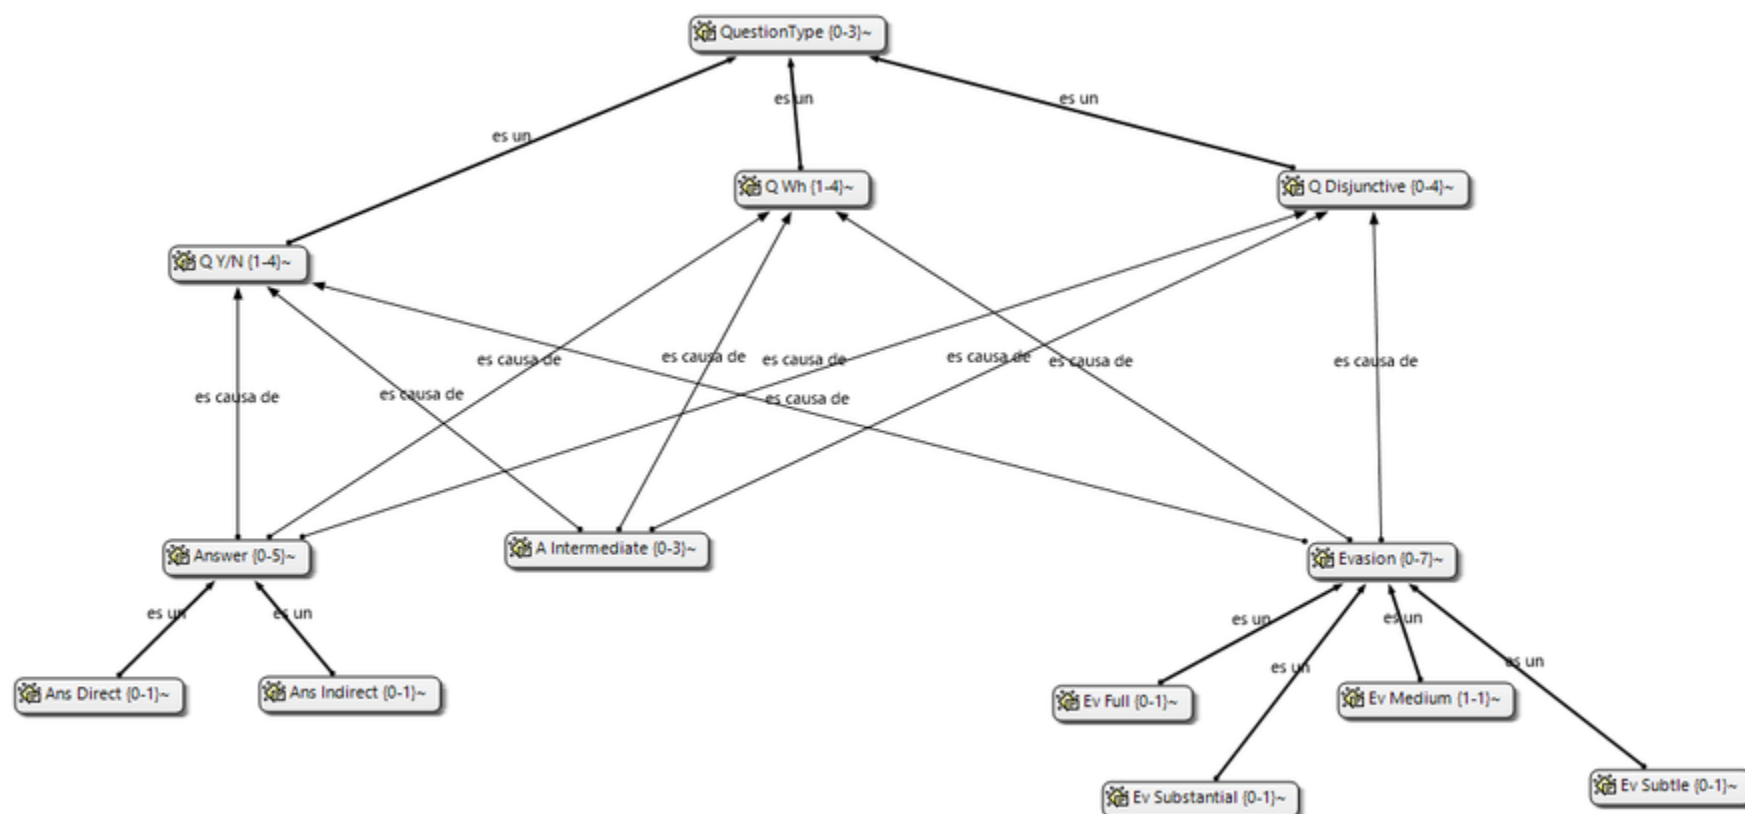 QuestionType {0-3}~
es un
es un
es un
Q Wh {1-4}~
Q Disjunctive {0-4}~
Q Y/N {1-4}~
es causa de
es causa de
es causa de
es causa de
es causa de
es causa de
es causa de
es causa de
es causa de
Answer {0-5}~
A Intermediate {0-3}~
Evasion {0-7}~
es un
es un
es un
es un
es un
es un
Ans Direct {0-1}~
Ans Indirect {0-1}~
Ev Full {0-1}~
Ev Medium {1-1}~
Ev Substantial {0-1}~
Ev Subtle {0-1}~